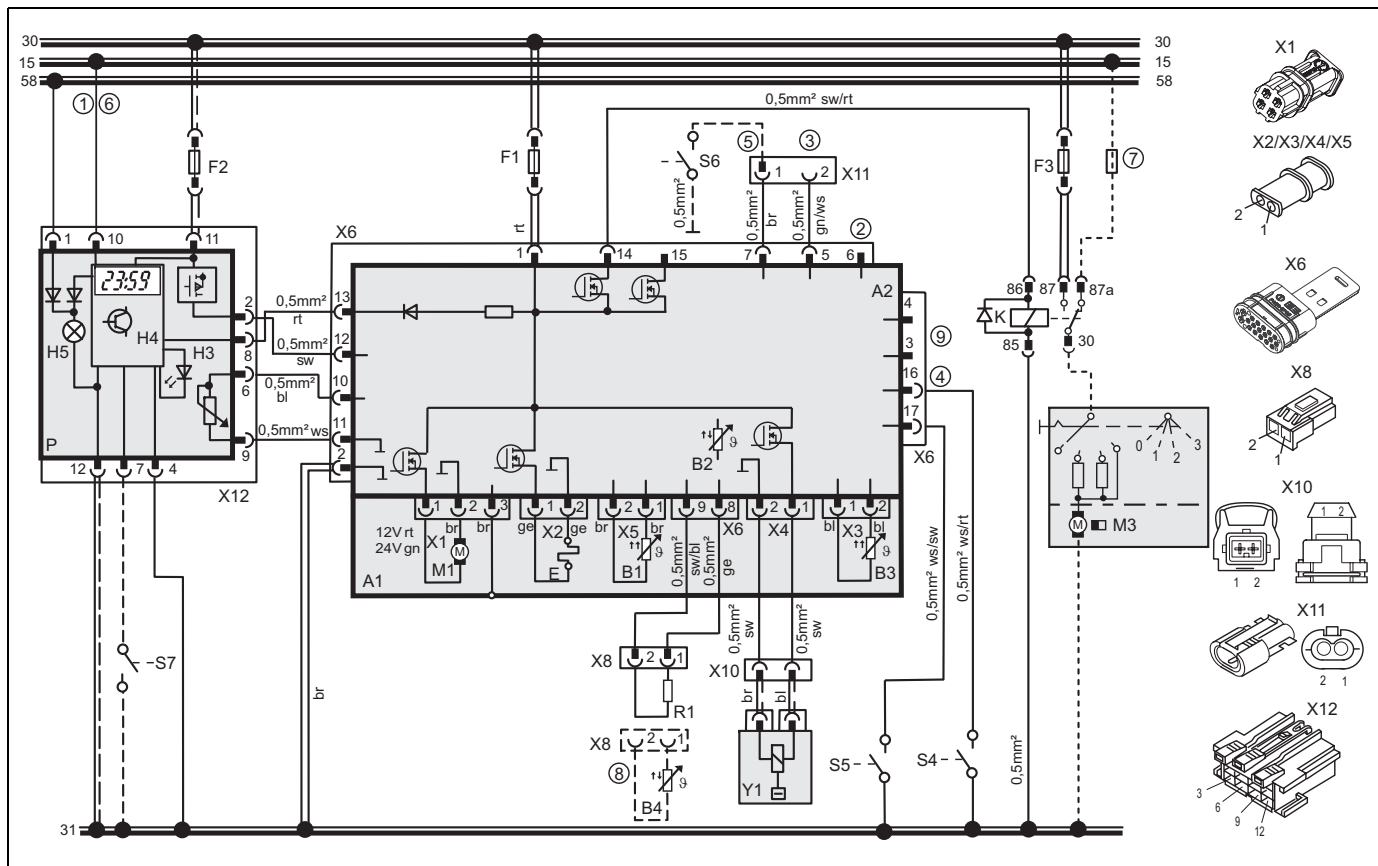 30
15
58
30
15
58
1
6
F2
F1
0,5mm² sw/rt
S6
0,5mm²
5
3
1
2
X11
0,5mm²
br
0,5mm²
gn/ws
F3
7
X1
X2/X3/X4/X5
2
1
X6
X8
2
1
X10
1 2
1 2
X11
2 1
X12
3
6
9
12
1
10
11
23:59
H5
H4
H3
P
2
8
6
9
12
7
4
X12
0,5mm²
rt
0,5mm²
sw
0,5mm²
bl
0,5mm² ws
X6
rt
1
14
15
7
5
6
2
13
12
10
11
2
A2
4
3
9
16
4
17
X6
B2
ϑ
1
2
3
br
br
12V rt
24V gn
X1
M
M1
A1
1
2
ge
X2
ge
E
2
1
br
X5
br
ϑ
B1
9
8
X6
0,5mm²
sw/bl
0,5mm²
ge
2
1
X4
1
2
bl
X3
bl
ϑ
B3
86
87
87a
K
85
30
0
1
2
3
M
M3
S7
br
X8
2
1
R1
X8
2
1
8
ϑ
B4
0,5mm²
sw
0,5mm²
sw
X10
br
bl
Y1
0,5mm² ws/sw
0,5mm² ws/rt
S5
S4
0,5mm²
31